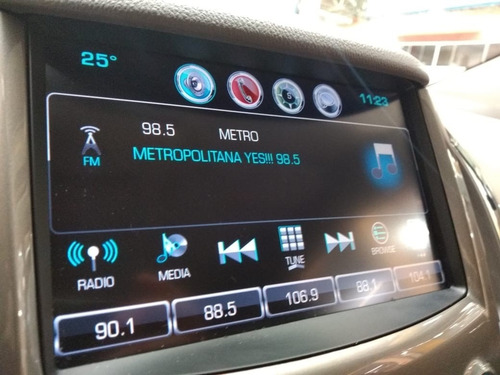 25°
11:23
98.5 METRO
FM
METROPOLITANA YES!!! 98.5
RADIO
MEDIA
TUNE
BROWSE
90.1
88.5
106.9
88.1
104.1